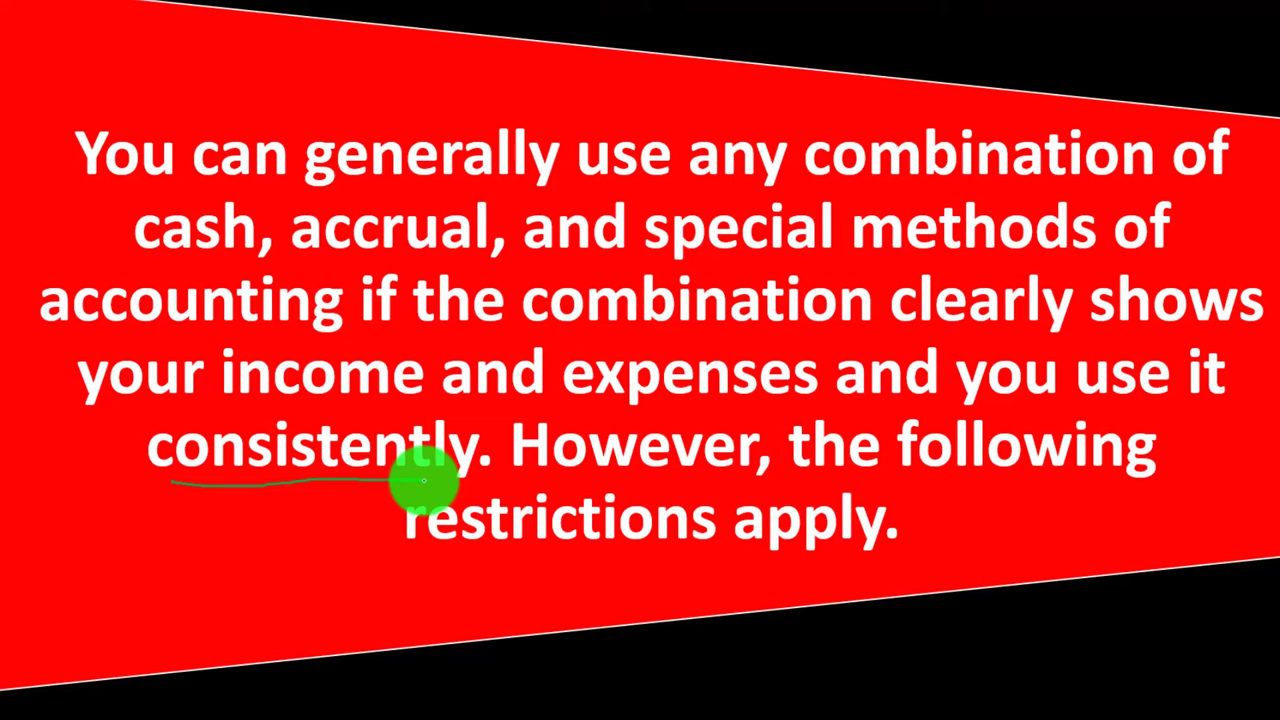 You can generally use any combination of
cash, accrual, and special methods of
accounting if the combination clearly shows
your income and expenses and you use it
consistently. However, the following
restrictions apply.